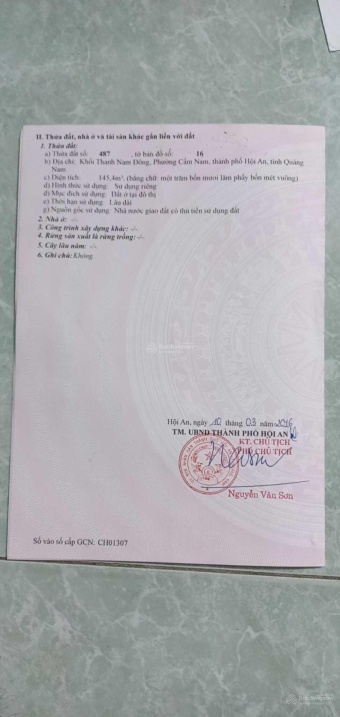 II. Thửa đất, nhà ở và tài sản khác gắn liền với đất
1. Thửa đất:
a) Thửa đất số: 487 , tờ bản đồ số: 16
b) Địa chỉ: Khối Thanh Nam Đông, Phường Cẩm Nam, thành phố Hội An, tỉnh Quảng
Nam
c) Diện tích: 145,4m², (bằng chữ: một trăm bốn mươi lăm phẩy bốn mét vuông)
d) Hình thức sử dụng: Sử dụng riêng
đ) Mục đích sử dụng: Đất ở tại đô thị
e) Thời hạn sử dụng: Lâu dài
g) Nguồn gốc sử dụng: Nhà nước giao đất có thu tiền sử dụng đất
2. Nhà ở: -/-
3. Công trình xây dựng khác: -/-
4. Rừng sản xuất là rừng trồng: -/-
5. Cây lâu năm: -/-
6. Ghi chú: Không
Hội An, ngày 10 tháng 03 năm 2016
TM. UBND THÀNH PHỐ HỘI AN
KT. CHỦ TỊCH
PHÓ CHỦ TỊCH
Nguyễn Văn Sơn
Số vào sổ cấp GCN: CH01307